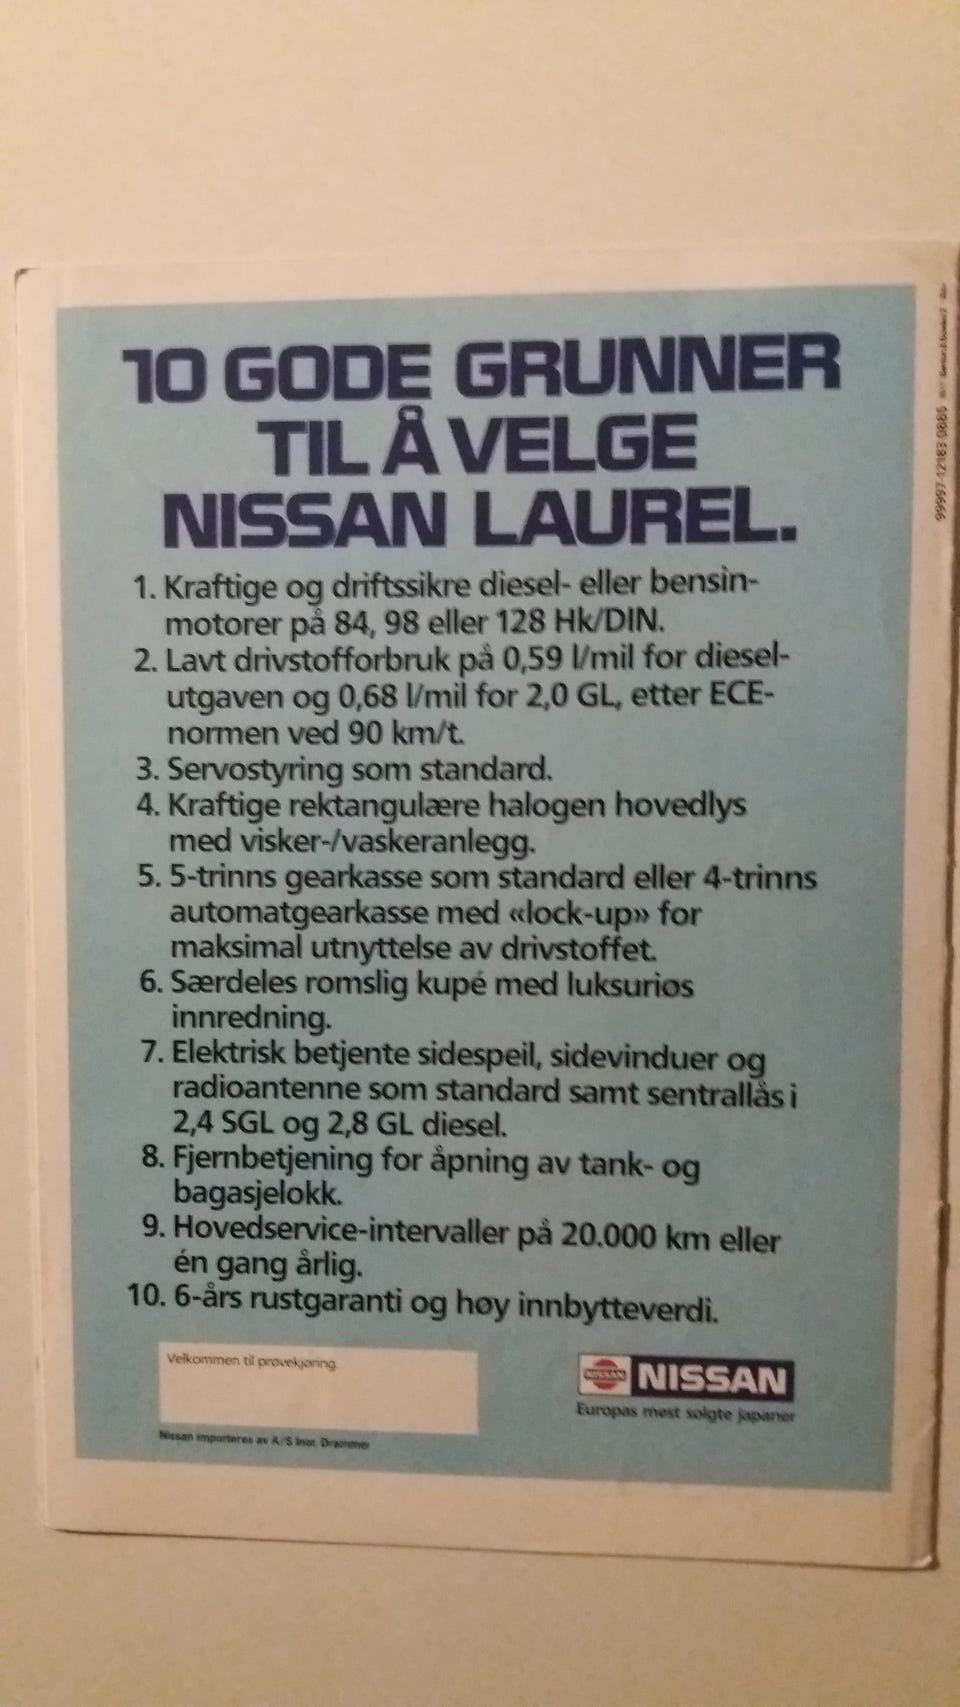 10 GODE GRUNNER
TIL Å VELGE
NISSAN LAUREL.
1. Kraftige og driftssikre diesel- eller bensin-
motorer på 84, 98 eller 128 Hk/DIN.
2. Lavt drivstofforbruk på 0,59 l/mil for diesel-
utgaven og 0,68 l/mil for 2,0 GL, etter ECE-
normen ved 90 km/t.
3. Servostyring som standard.
4. Kraftige rektangulære halogen hovedlys
med visker-/vaskeranlegg.
5. 5-trinns gearkasse som standard eller 4-trinns
automatgearkasse med «lock-up» for
maksimal utnyttelse av drivstoffet.
6. Særdeles romslig kupé med luksuriøs
innredning.
7. Elektrisk betjente sidespeil, sidevinduer og
radioantenne som standard samt sentrallås i
2,4 SGL og 2,8 GL diesel.
8. Fjernbetjening for åpning av tank- og
bagasjelokk.
9. Hovedservice-intervaller på 20.000 km eller
én gang årlig.
10. 6-års rustgaranti og høy innbytteverdi.
Velkommen til prøvekjøring.
NISSAN
NISSAN
Europas mest solgte japaner
Nissan importeres av A/S
99997-12183 0885